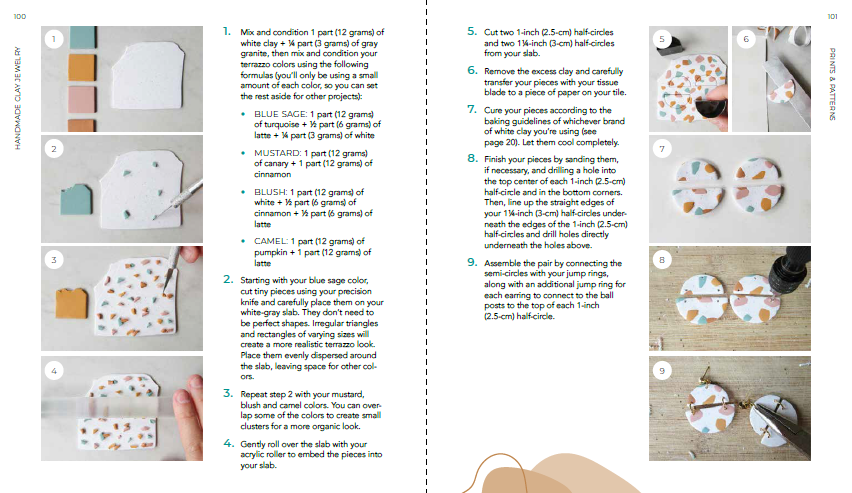 100
HANDMADE CLAY JEWELRY
1
2
3
4
1. Mix and condition 1 part (12 grams) of
white clay + ¼ part (3 grams) of gray
granite, then mix and condition your
terrazzo colors using the following
formulas (you'll only be using a small
amount of each color, so you can set
the rest aside for other projects):
• BLUE SAGE: 1 part (12 grams)
of turquoise + ½ part (6 grams) of
latte + ¼ part (3 grams) of white
• MUSTARD: 1 part (12 grams)
of canary + 1 part (12 grams) of
cinnamon
• BLUSH: 1 part (12 grams) of
white + ½ part (6 grams) of
cinnamon + ½ part (6 grams) of
latte
• CAMEL: 1 part (12 grams) of
pumpkin + 1 part (12 grams) of
latte
2. Starting with your blue sage color,
cut tiny pieces using your precision
knife and carefully place them on your
white-gray slab. They don't need to
be perfect shapes. Irregular triangles
and rectangles of varying sizes will
create a more realistic terrazzo look.
Place them evenly dispersed around
the slab, leaving space for other col-
ors.
3. Repeat step 2 with your mustard,
blush and camel colors. You can over-
lap some of the colors to create small
clusters for a more organic look.
4. Gently roll over the slab with your
acrylic roller to embed the pieces into
your slab.
5. Cut two 1-inch (2.5-cm) half-circles
and two 1¼-inch (3-cm) half-circles
from your slab.
6. Remove the excess clay and carefully
transfer your pieces with your tissue
blade to a piece of paper on your tile.
7. Cure your pieces according to the
baking guidelines of whichever brand
of white clay you're using (see
page 20). Let them cool completely.
8. Finish your pieces by sanding them,
if necessary, and drilling a hole into
the top center of each 1-inch (2.5-cm)
half-circle and in the bottom corners.
Then, line up the straight edges of
your 1¼-inch (3-cm) half-circles under-
neath the edges of the 1-inch (2.5-cm)
half-circles and drill holes directly
underneath the holes above.
9. Assemble the pair by connecting the
semi-circles with your jump rings,
along with an additional jump ring for
each earring to connect to the ball
posts to the top of each 1-inch
(2.5-cm) half-circle.
5
6
7
8
9
101
PRINTS & PATTERNS